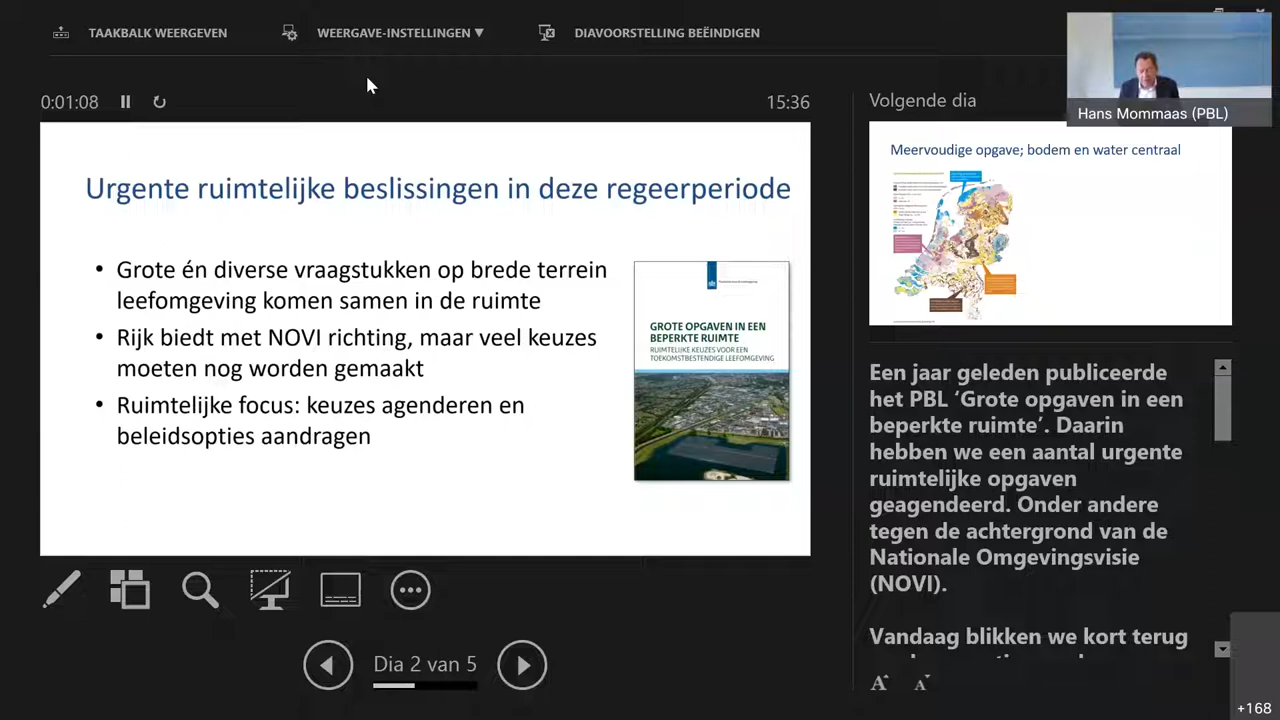 TAAKBALK WEERGEVEN
WEERGAVE-INSTELLINGEN ▼
DIAVOORSTELLING BEËINDIGEN
0:01:08
15:36
Urgente ruimtelijke beslissingen in deze regeerperiode
• Grote én diverse vraagstukken op brede terrein
leefomgeving komen samen in de ruimte
• Rijk biedt met NOVI richting, maar veel keuzes
moeten nog worden gemaakt
• Ruimtelijke focus: keuzes agenderen en
beleidsopties aandragen
GROTE OPGAVEN IN EEN
BEPERKTE RUIMTE
RUIMTELIJKE KEUZES VOOR EEN
TOEKOMSTBESTENDIGE LEEFOMGEVING
Dia 2 van 5
Volgende dia
Hans Mommaas (PBL)
Meervoudige opgave; bodem en water centraal
Een jaar geleden publiceerde
het PBL ‘Grote opgaven in een
beperkte ruimte’. Daarin
hebben we een aantal urgente
ruimtelijke opgaven
geagendeerd. Onder andere
tegen de achtergrond van de
Nationale Omgevingsvisie
(NOVI).
Vandaag blikken we kort terug
A A
+168